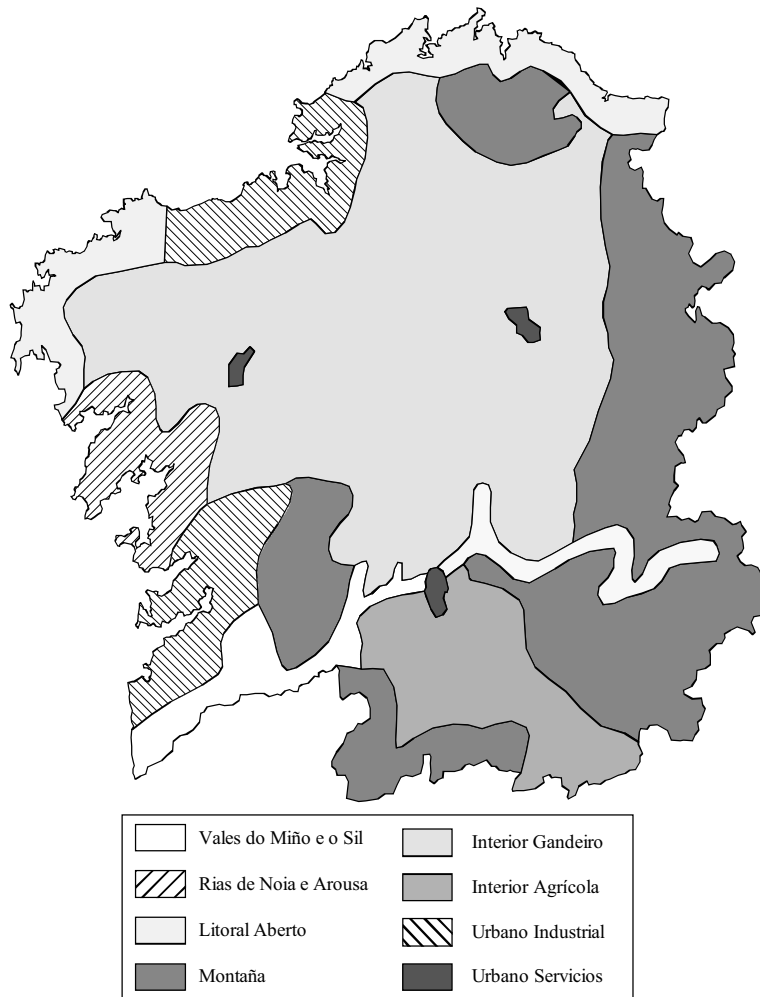 Vales do Miño e o Sil
Rias de Noia e Arousa
Litoral Aberto
Montaña
Interior Gandeiro
Interior Agrícola
Urbano Industrial
Urbano Servicios